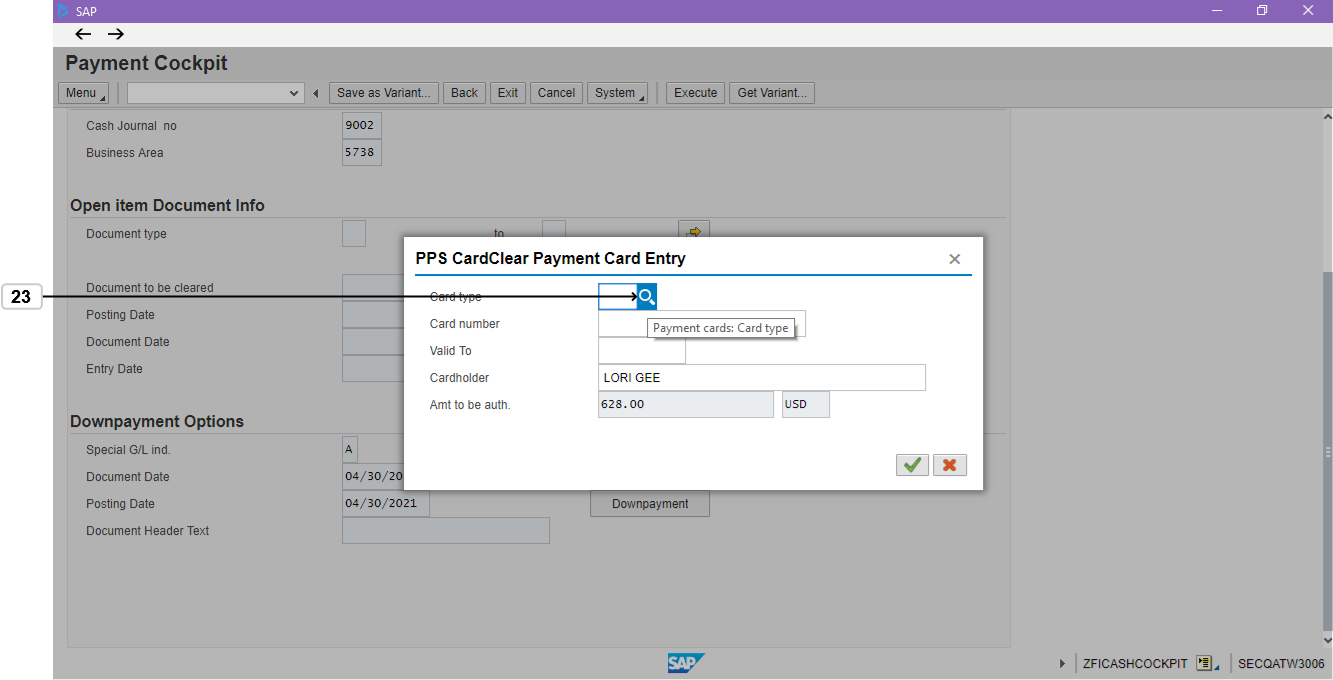 SAP
Payment Cockpit
Menu Save as Variant... Back Exit Cancel System Execute Get Variant...
Cash Journal no 9002
Business Area 5738
Open item Document Info
Document type to
PPS CardClear Payment Card Entry
Document to be cleared
23 Card type
Posting Date
Card number
Payment cards: Card type
Document Date
Valid To
Entry Date
Cardholder LORI GEE
Amt to be auth. 628.00 USD
Downpayment Options
Special G/L ind. A
Document Date 04/30/20
Posting Date 04/30/2021 Downpayment
Document Header Text
SAP ZFICASHCOCKPIT SECQATW3006